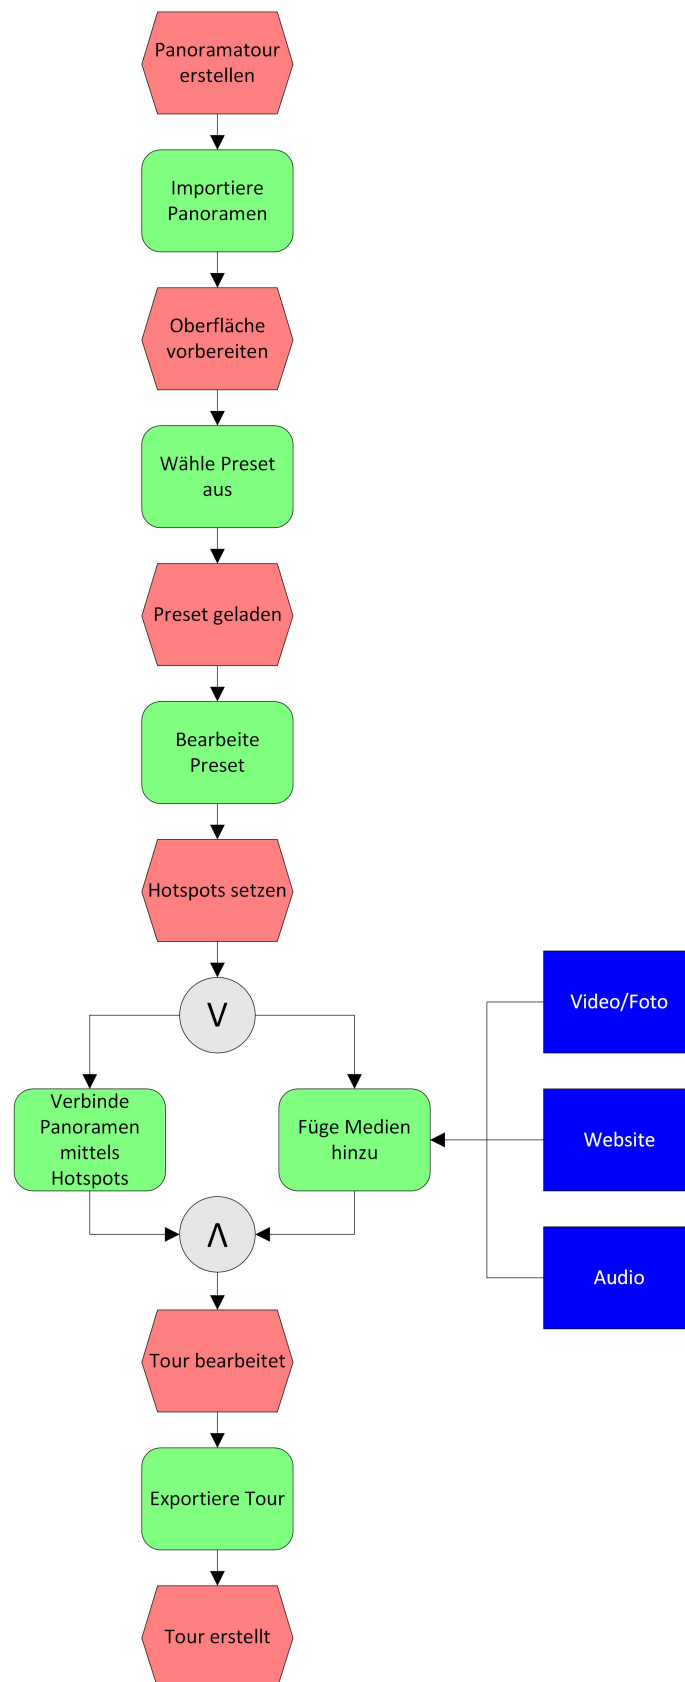 Panoramatour
erstellen
Importiere
Panoramen
Oberfläche
vorbereiten
Wähle Preset
aus
Preset geladen
Bearbeite
Preset
Hotspots setzen
V
Verbinde
Panoramen
mittels
Hotspots
Füge Medien
hinzu
Video/Foto
Website
Audio
Λ
Tour bearbeitet
Exportiere Tour
Tour erstellt